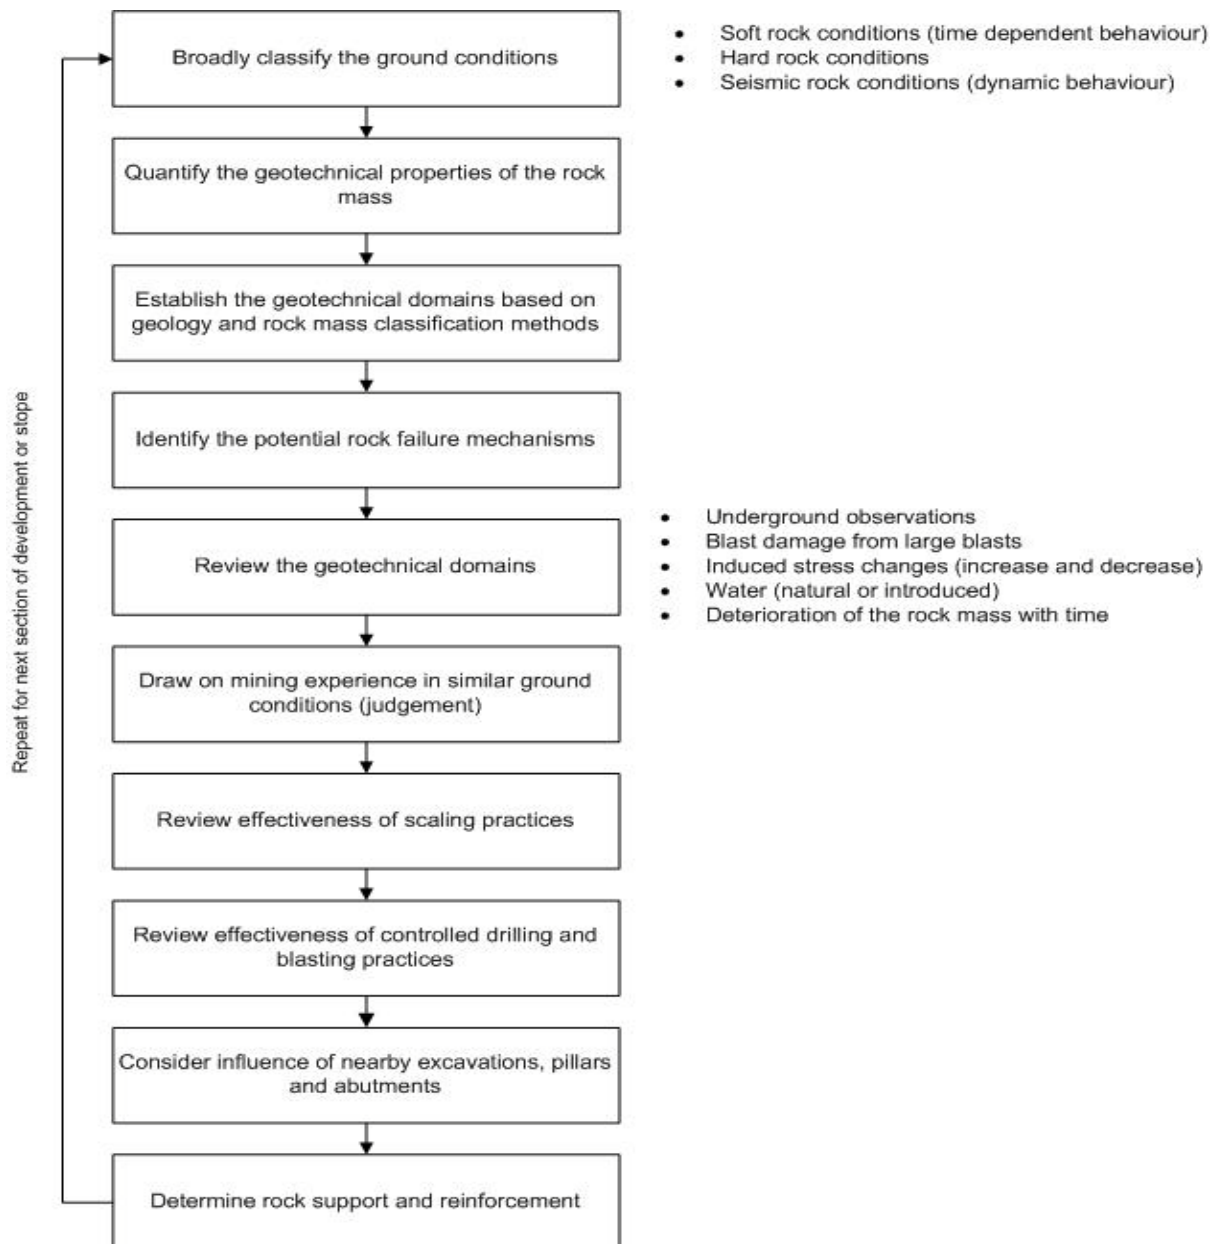 Broadly classify the ground conditions
• Soft rock conditions (time dependent behaviour)
• Hard rock conditions
• Seismic rock conditions (dynamic behaviour)
Quantify the geotechnical properties of the rock
mass
Establish the geotechnical domains based on
geology and rock mass classification methods
Identify the potential rock failure mechanisms
Review the geotechnical domains
• Underground observations
• Blast damage from large blasts
• Induced stress changes (increase and decrease)
• Water (natural or introduced)
• Deterioration of the rock mass with time
Draw on mining experience in similar ground
conditions (judgement)
Review effectiveness of scaling practices
Review effectiveness of controlled drilling and
blasting practices
Consider influence of nearby excavations, pillars
and abutments
Determine rock support and reinforcement
Repeat for next section of development or stope